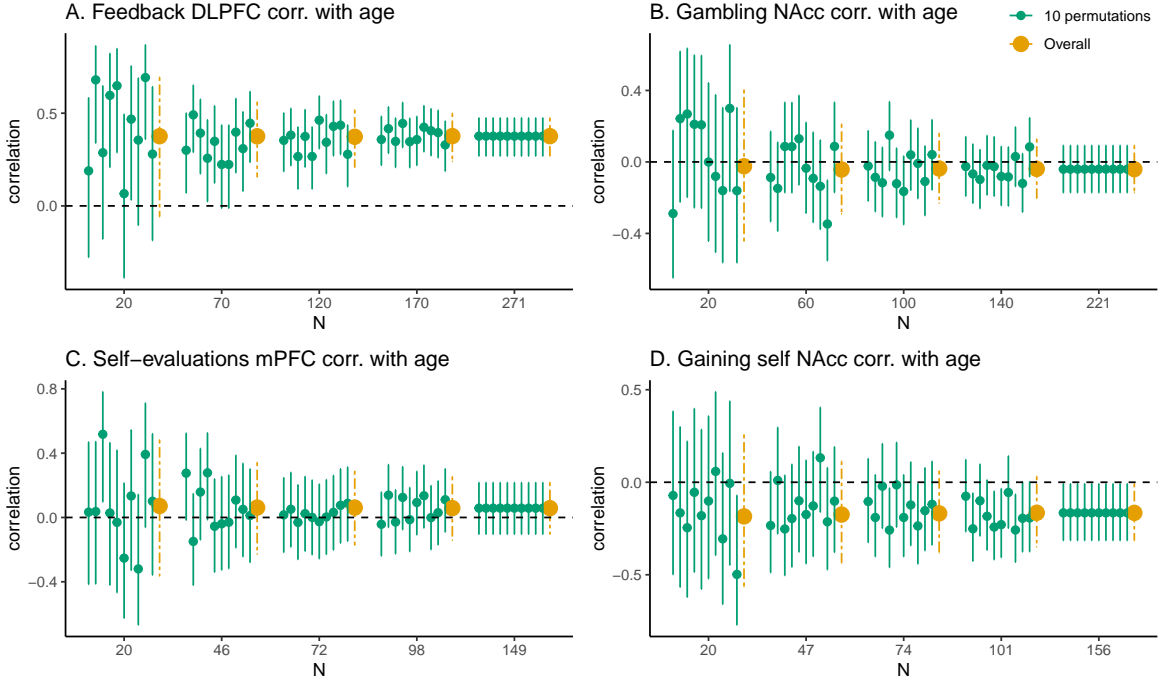 A. Feedback DLPFC corr. with age
correlation
0.5
0.0
20 70 120 170 271
N
B. Gambling NAcc corr. with age
10 permutations
Overall
correlation
0.4
0.0
−0.4
20 60 100 140 221
N
C. Self−evaluations mPFC corr. with age
correlation
0.8
0.4
0.0
−0.4
20 46 72 98 149
N
D. Gaining self NAcc corr. with age
correlation
0.5
0.0
−0.5
20 47 74 101 156
N